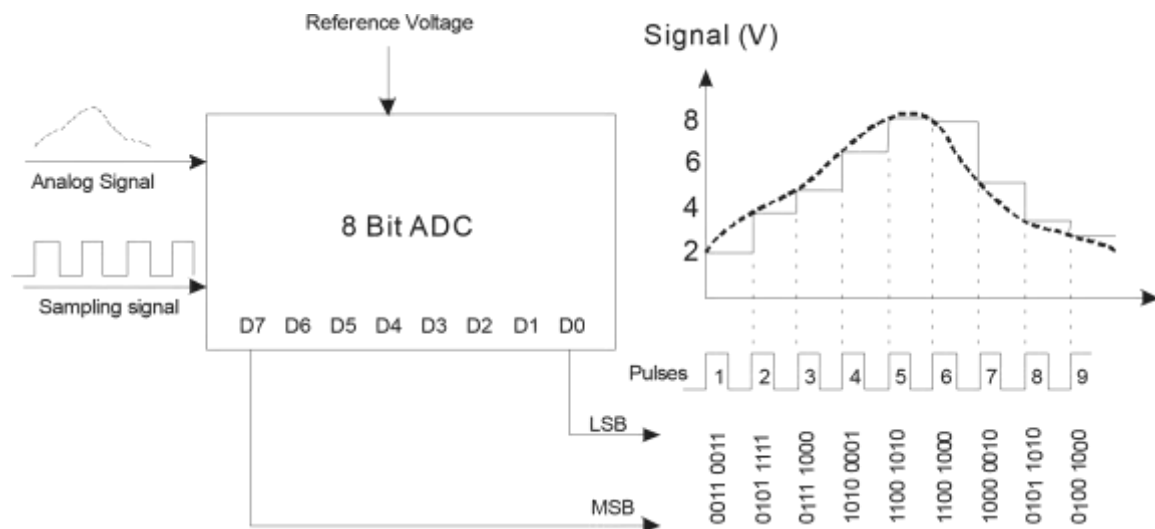 Reference Voltage
Analog Signal
Sampling signal
8 Bit ADC
D7 D6 D5 D4 D3 D2 D1 D0
LSB
MSB
Signal (V)
8
6
4
2
Pulses 1 2 3 4 5 6 7 8 9
0011 0011
0101 1111
0111 1000
1010 0001
1100 1010
1100 1000
1000 0010
0101 1010
0100 1000